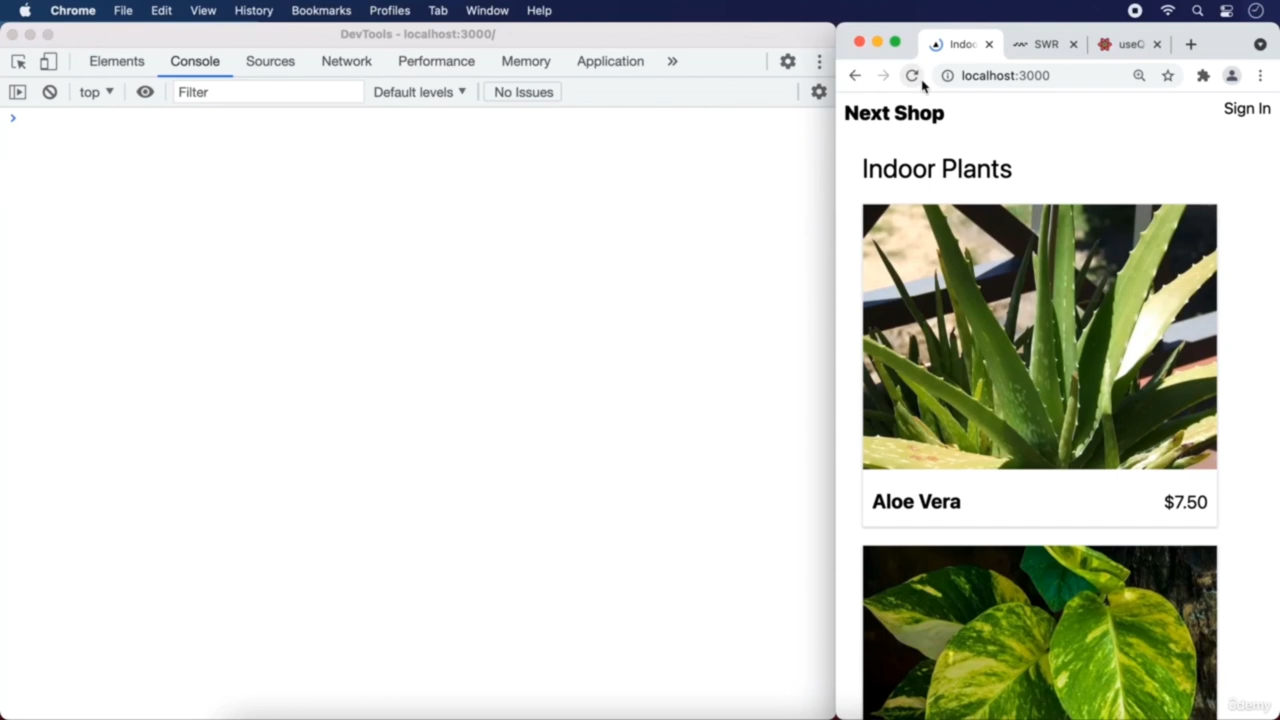 Chrome File Edit View History Bookmarks Profiles Tab Window Help
DevTools - localhost:3000/
Elements Console Sources Network Performance Memory Application »
top Filter Default levels No Issues
Indoo SWR useQ
localhost:3000
Next Shop Sign In
Indoor Plants
Aloe Vera $7.50
ûdemy